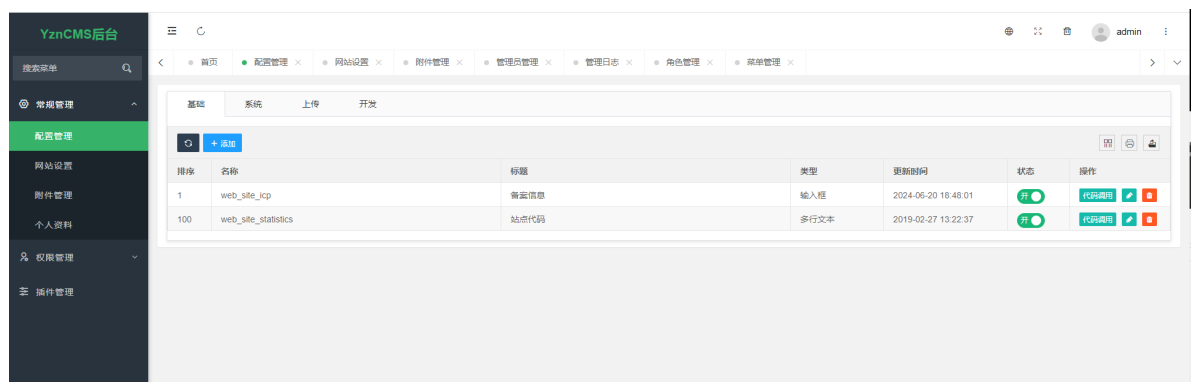 YznCMS后台
admin
搜索菜单
首页 配置管理 网站设置 附件管理 管理员管理 管理日志 角色管理 菜单管理
常规管理
配置管理
网站设置
附件管理
个人资料
权限管理
插件管理
基础 系统 上传 开发
+ 添加
排序 名称 标题 类型 更新时间 状态 操作
1 web_site_icp 备案信息 输入框 2024-06-20 18:48:01 开 代码调用
100 web_site_statistics 站点代码 多行文本 2019-02-27 13:22:37 开 代码调用